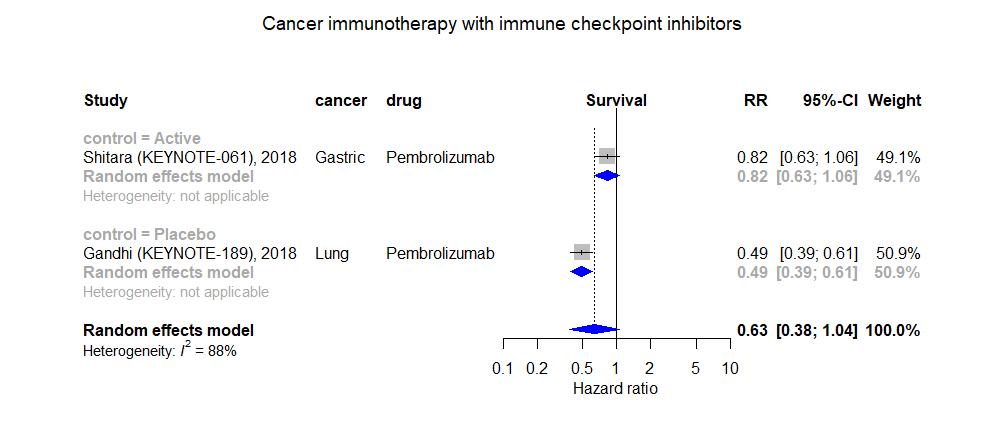 Cancer immunotherapy with immune checkpoint inhibitors
Study cancer drug Survival RR 95%-CI Weight
control = Active
Shitara (KEYNOTE-061), 2018 Gastric Pembrolizumab 0.82 [0.63; 1.06] 49.1%
Random effects model 0.82 [0.63; 1.06] 49.1%
Heterogeneity: not applicable
control = Placebo
Gandhi (KEYNOTE-189), 2018 Lung Pembrolizumab 0.49 [0.39; 0.61] 50.9%
Random effects model 0.49 [0.39; 0.61] 50.9%
Heterogeneity: not applicable
Random effects model 0.63 [0.38; 1.04] 100.0%
Heterogeneity: I² = 88%
0.1 0.2 0.5 1 2 5 10
Hazard ratio